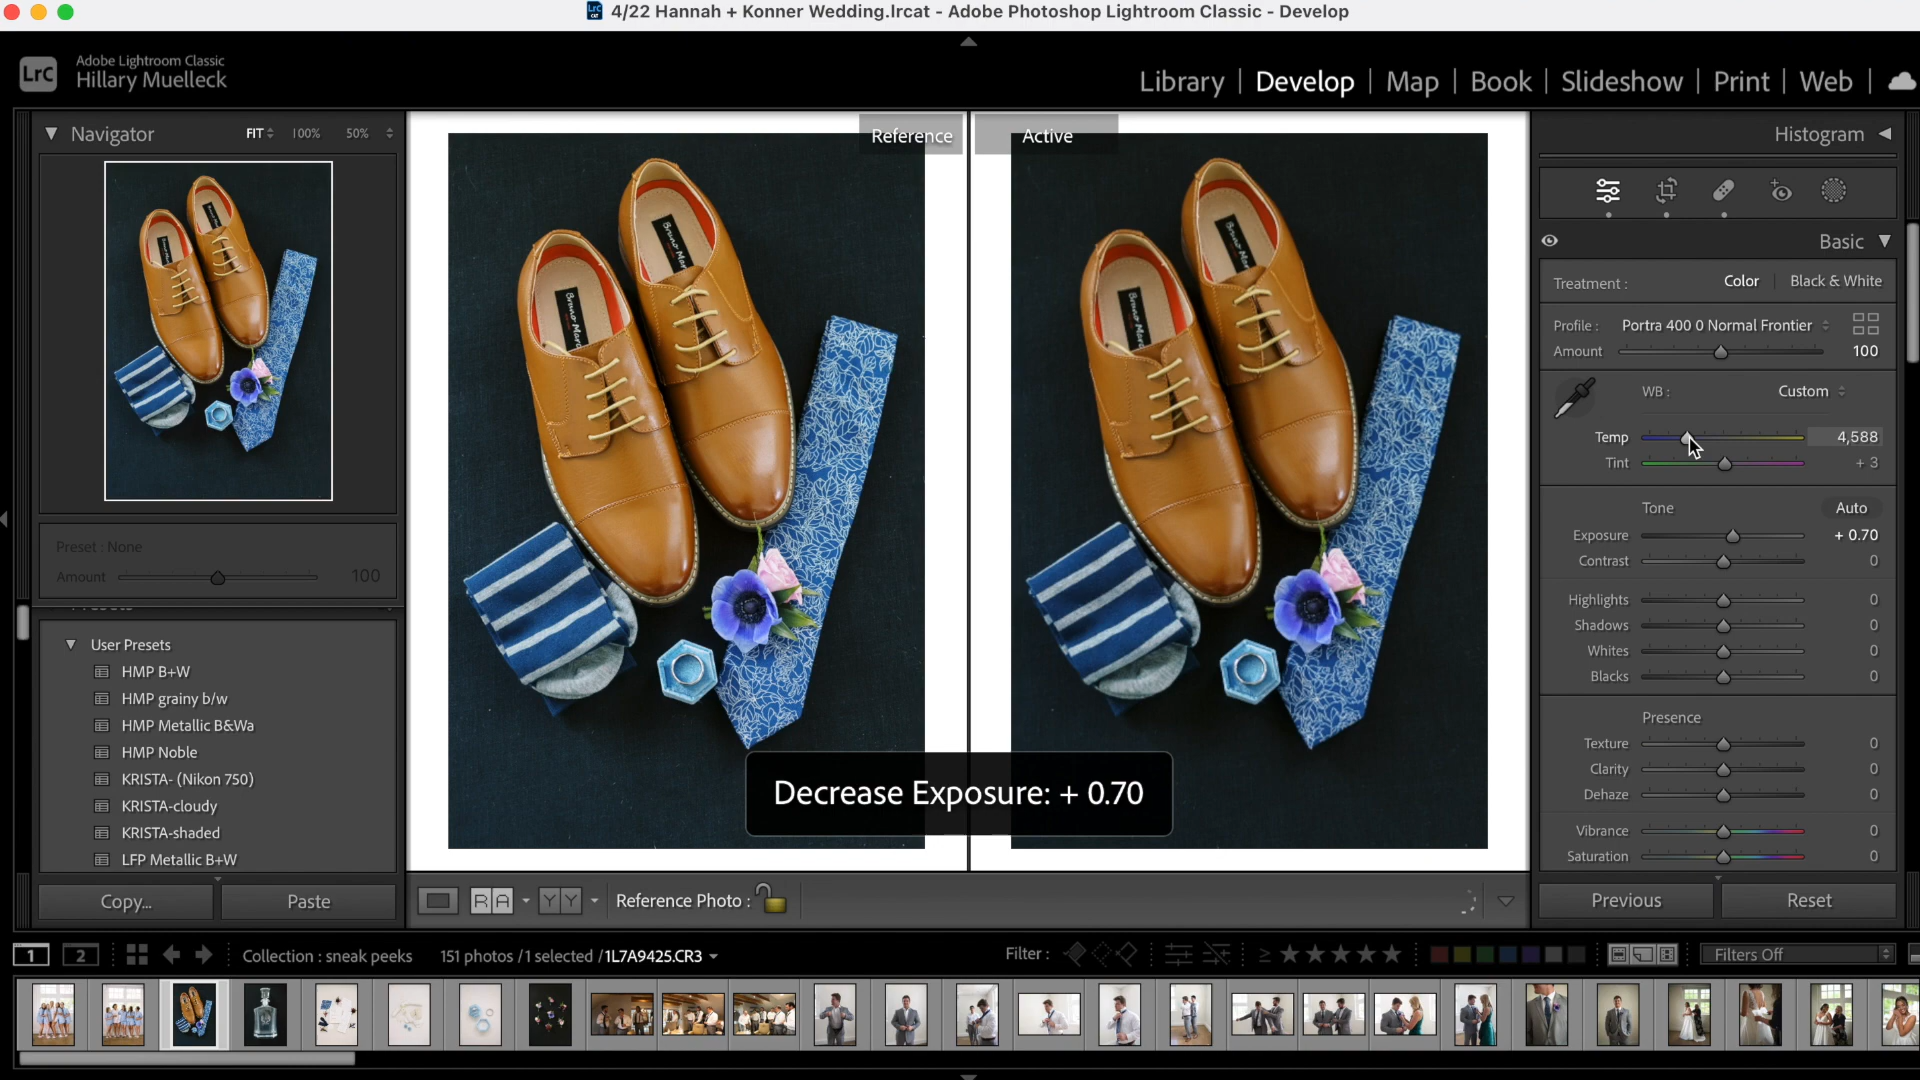 4/22 Hannah + Konner Wedding.lrcat - Adobe Photoshop Lightroom Classic - Develop
LrC
Adobe Lightroom Classic
Hillary Muelleck
Library | Develop | Map | Book | Slideshow | Print | Web |
Navigator FIT 100% 50%
Reference Active
Histogram
Basic
Treatment : Color Black & White
Profile : Portra 400 0 Normal Frontier
Amount 100
WB : Custom
Temp 4,588
Tint + 3
Tone Auto
Exposure + 0.70
Contrast 0
Highlights 0
Shadows 0
Whites 0
Blacks 0
Presence
Texture 0
Clarity 0
Dehaze 0
Vibrance 0
Saturation 0
Previous Reset
Preset : None
Amount 100
User Presets
HMP B+W
HMP grainy b/w
HMP Metallic B&Wa
HMP Noble
KRISTA- (Nikon 750)
KRISTA-cloudy
KRISTA-shaded
LFP Metallic B+W
Copy... Paste
Decrease Exposure: + 0.70
R A Y Y Reference Photo :
1 2 Collection : sneak peeks 151 photos / 1 selected / 1L7A9425.CR3 Filter : ≥ ★★★★★ Filters Off